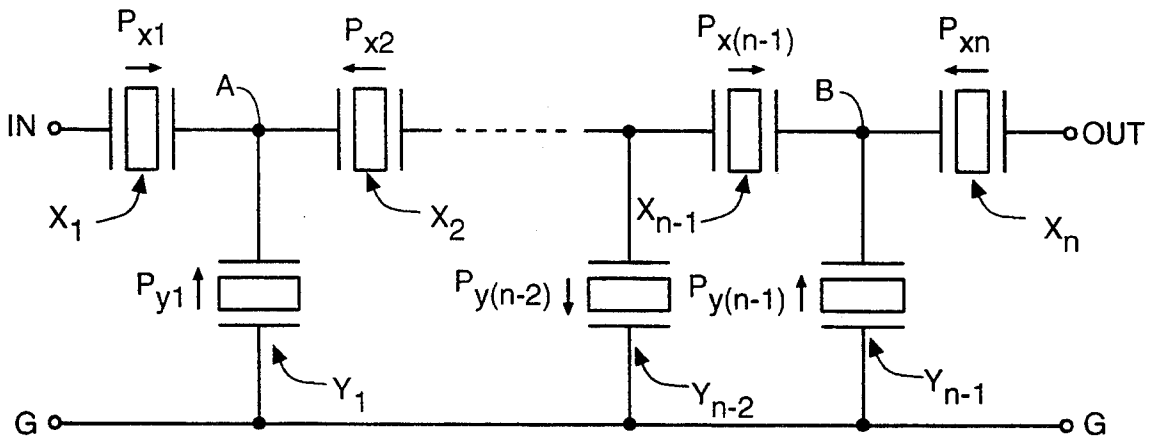 Px1
Px2
Px(n-1)
Pxn
A
B
IN
OUT
X1
X2
Xn-1
Xn
Py1
Py(n-2)
Py(n-1)
Y1
Yn-2
Yn-1
G
G